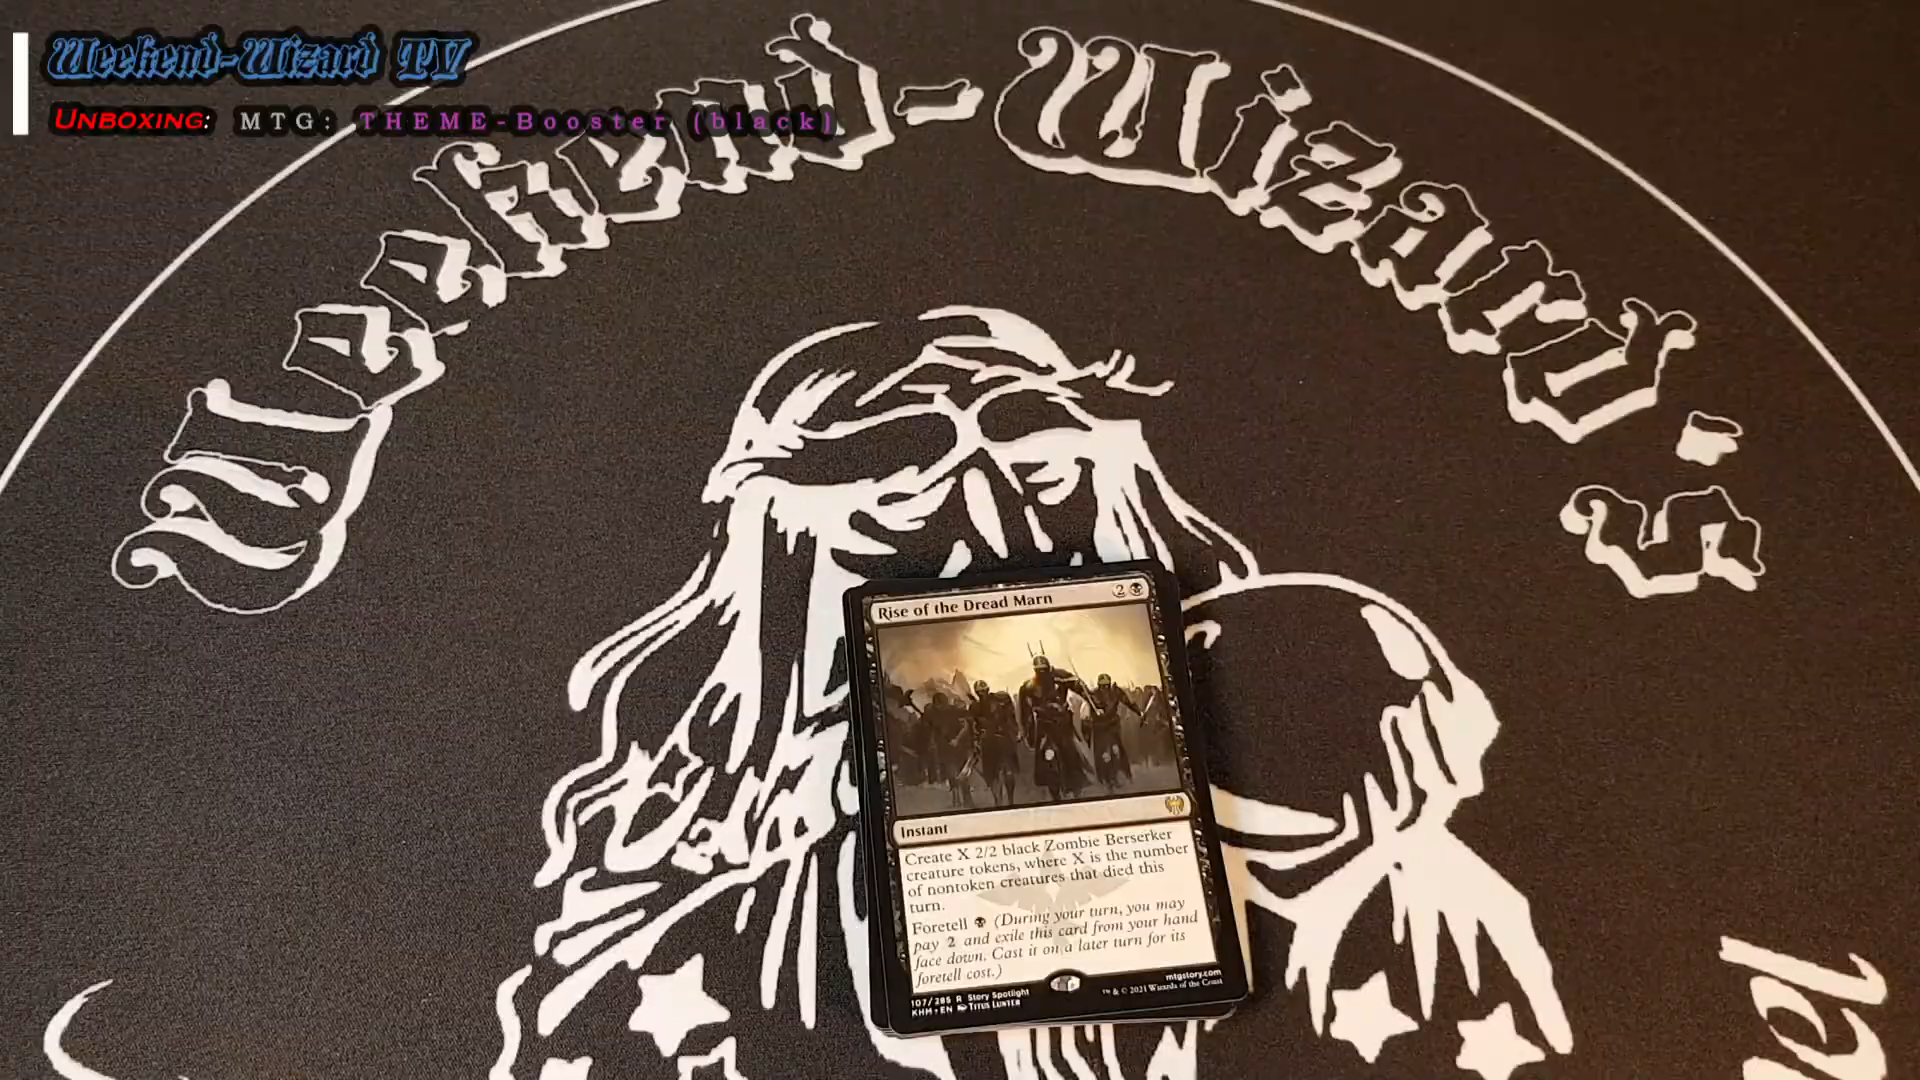 Weekend-Wizard TV
UNBOXING: MTG: THEME-Booster (black)
Weekend-Wizard's
Rise of the Dread Marn 2
Instant
Create X 2/2 black Zombie Berserker
creature tokens, where X is the number
of nontoken creatures that died this
turn.
Foretell (During your turn, you may
pay 2 and exile this card from your hand
face down. Cast it on a later turn for its
foretell cost.)
107/285 R Story Spotlight
mtgstory.com
KHM • EN TITUS LUNTER
™ & © 2021 Wizards of the Coast